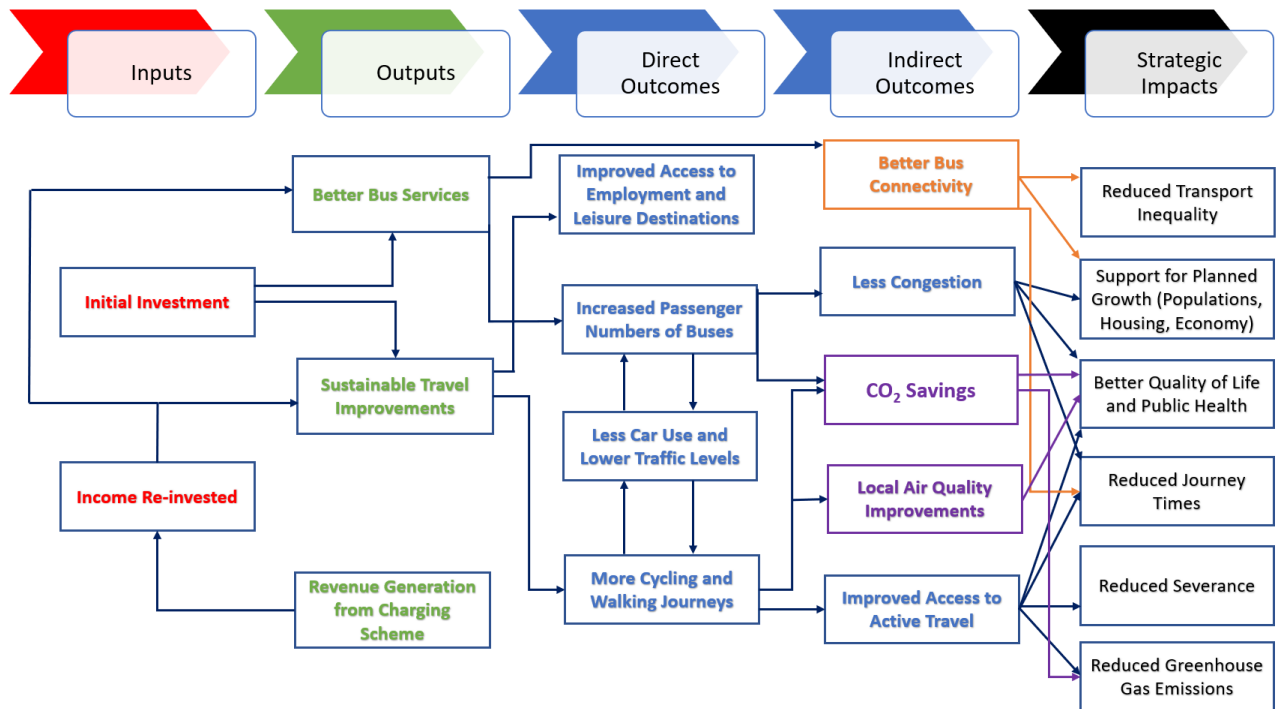 Inputs
Outputs
Direct
Outcomes
Indirect
Outcomes
Strategic
Impacts
Better Bus Services
Initial Investment
Sustainable Travel
Improvements
Income Re-invested
Revenue Generation
from Charging
Scheme
Improved Access to
Employment and
Leisure Destinations
Increased Passenger
Numbers of Buses
Less Car Use and
Lower Traffic Levels
More Cycling and
Walking Journeys
Better Bus
Connectivity
Less Congestion
CO₂ Savings
Local Air Quality
Improvements
Improved Access to
Active Travel
Reduced Transport
Inequality
Support for Planned
Growth (Populations,
Housing, Economy)
Better Quality of Life
and Public Health
Reduced Journey
Times
Reduced Severance
Reduced Greenhouse
Gas Emissions